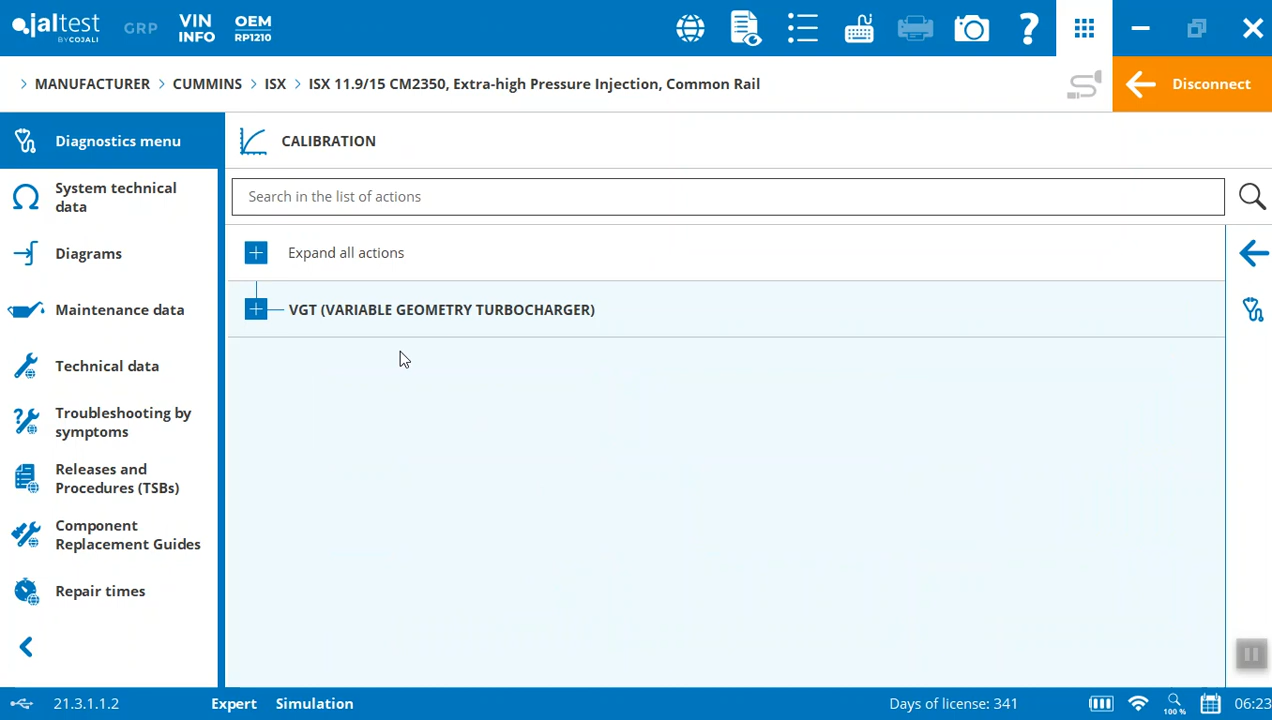 jaltest
BY COJALI
GRP
VIN
INFO
OEM
RP1210
> MANUFACTURER > CUMMINS > ISX > ISX 11.9/15 CM2350, Extra-high Pressure Injection, Common Rail
Disconnect
Diagnostics menu
CALIBRATION
System technical
data
Search in the list of actions
Diagrams
Expand all actions
Maintenance data
VGT (VARIABLE GEOMETRY TURBOCHARGER)
Technical data
Troubleshooting by
symptoms
Releases and
Procedures (TSBs)
Component
Replacement Guides
Repair times
21.3.1.1.2
Expert
Simulation
Days of license: 341
100 %
06:23